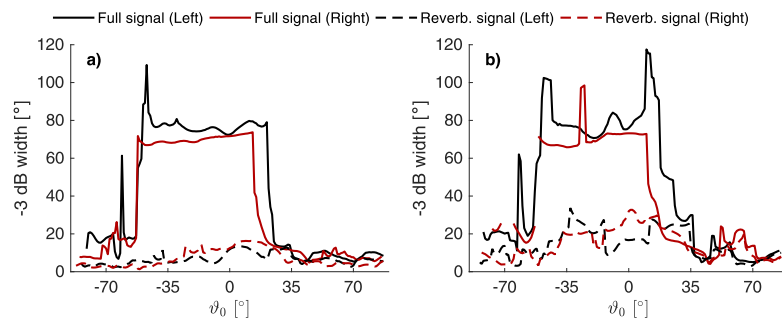 Full signal (Left) Full signal (Right) Reverb. signal (Left) Reverb. signal (Right)
a)
-3 dB width [°]
120
100
80
60
40
20
0
-70 -35 0 35 70
ϑ0 [°]
b)
-3 dB width [°]
120
100
80
60
40
20
0
-70 -35 0 35 70
ϑ0 [°]